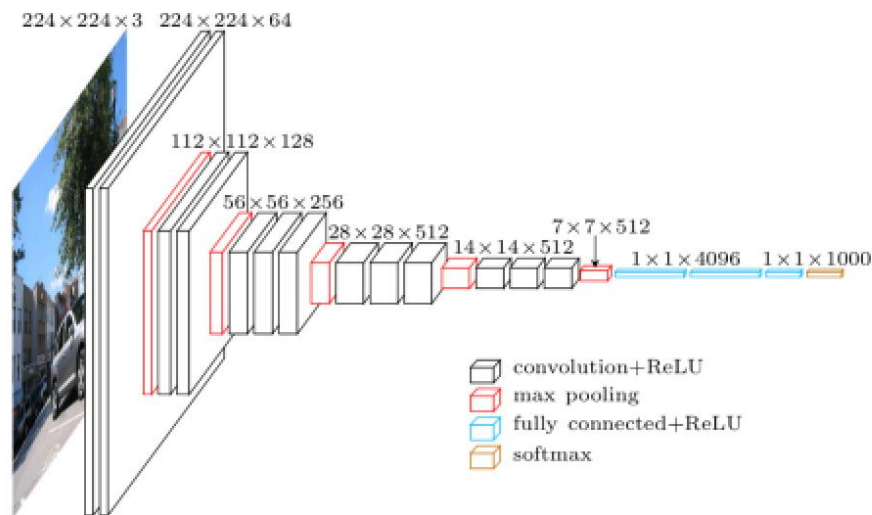 224×224×3
224×224×64
112×112×128
56×56×256
28×28×512
14×14×512
7×7×512
1×1×4096
1×1×1000
convolution+ReLU
max pooling
fully connected+ReLU
softmax